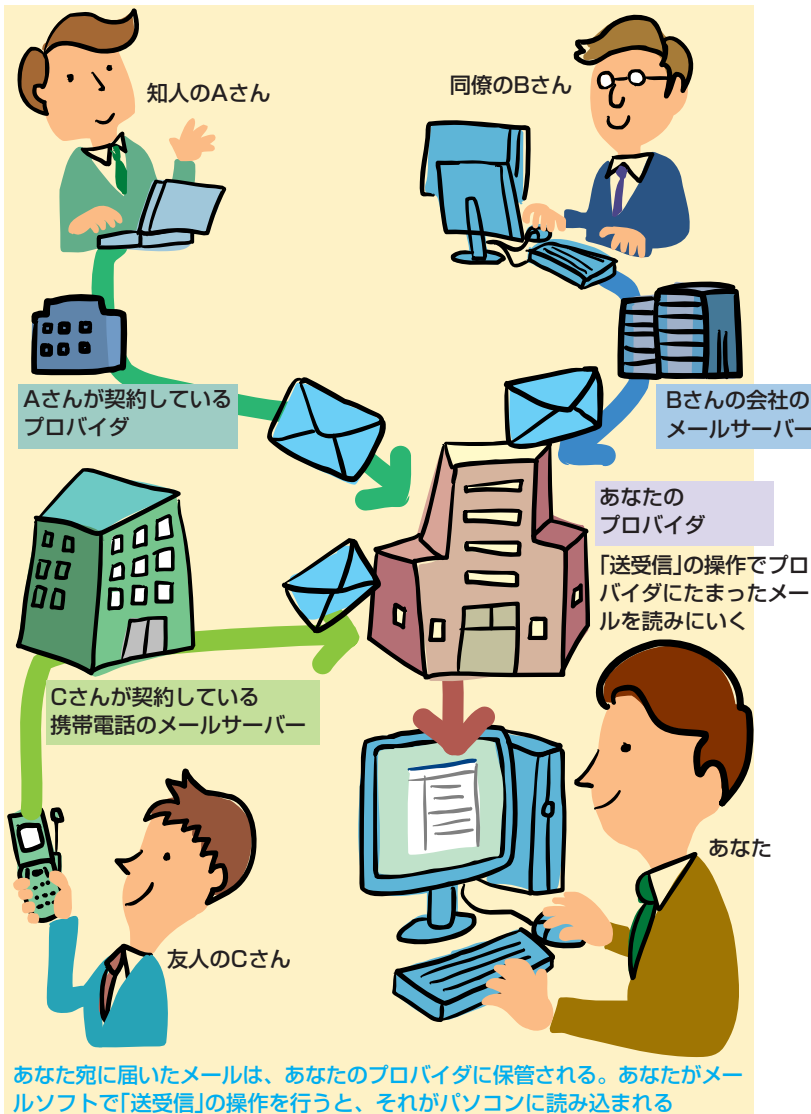 知人のAさん
同僚のBさん
Aさんが契約している
プロバイダ
Bさんの会社の
メールサーバー
あなたの
プロバイダ
「送受信」の操作でプロ
バイダにたまったメー
ルを読みにいく
Cさんが契約している
携帯電話のメールサーバー
あなた
友人のCさん
あなた宛に届いたメールは、あなたのプロバイダに保管される。あなたがメー
ルソフトで「送受信」の操作を行うと、それがパソコンに読み込まれる